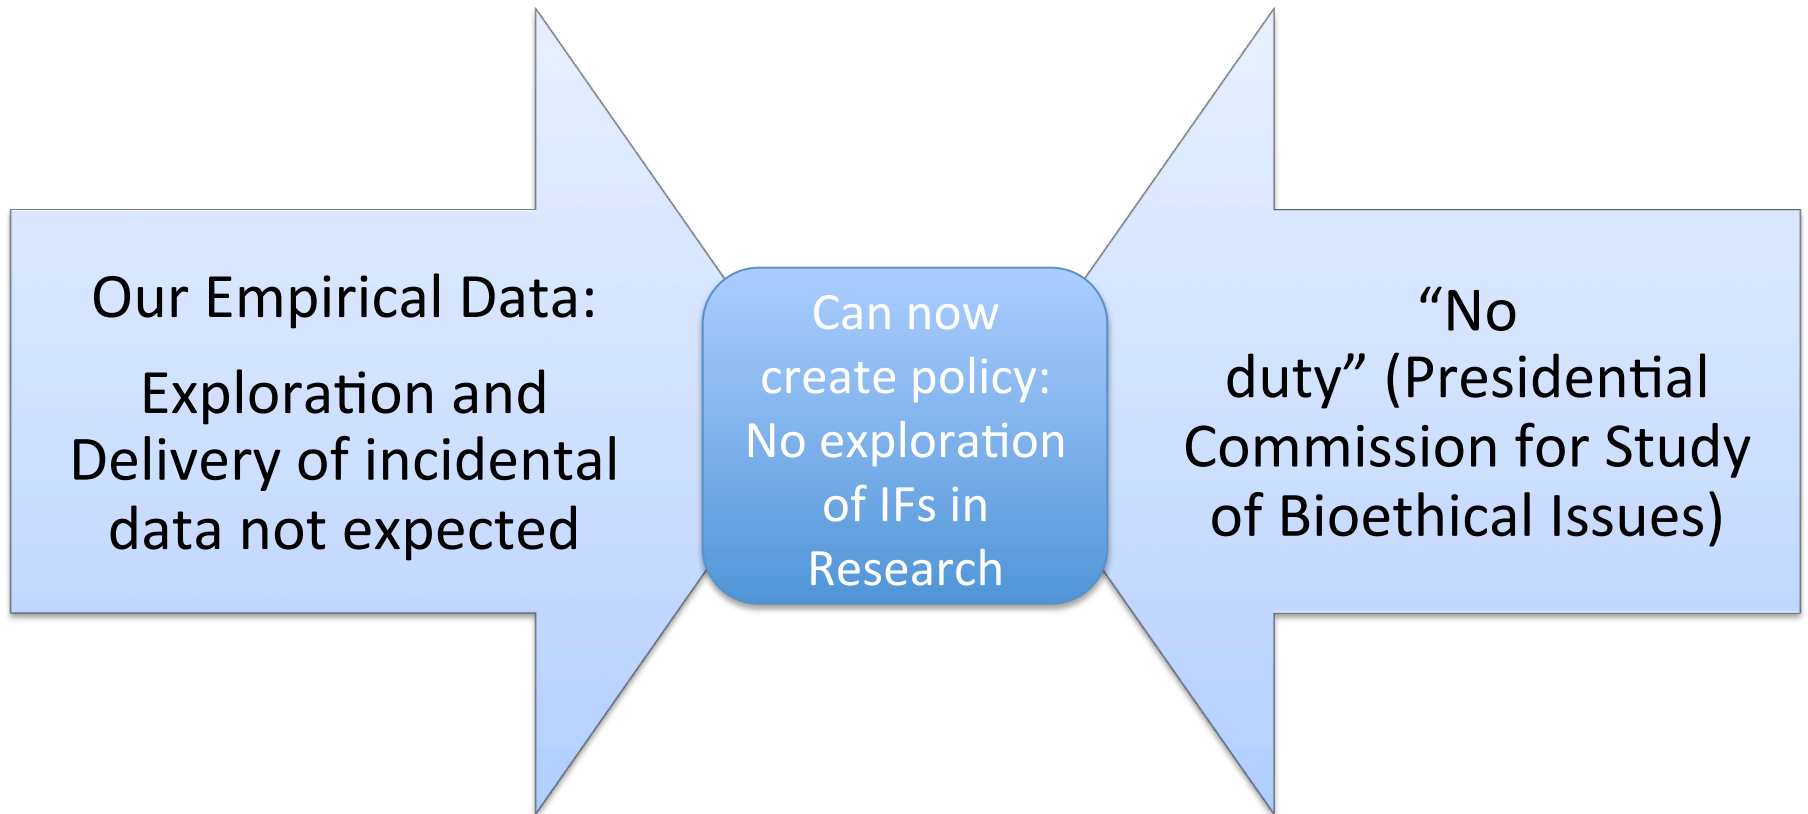 Our Empirical Data:
Exploration and
Delivery of incidental
data not expected
Can now
create policy:
No exploration
of IFs in
Research
“No
duty” (Presidential
Commission for Study
of Bioethical Issues)